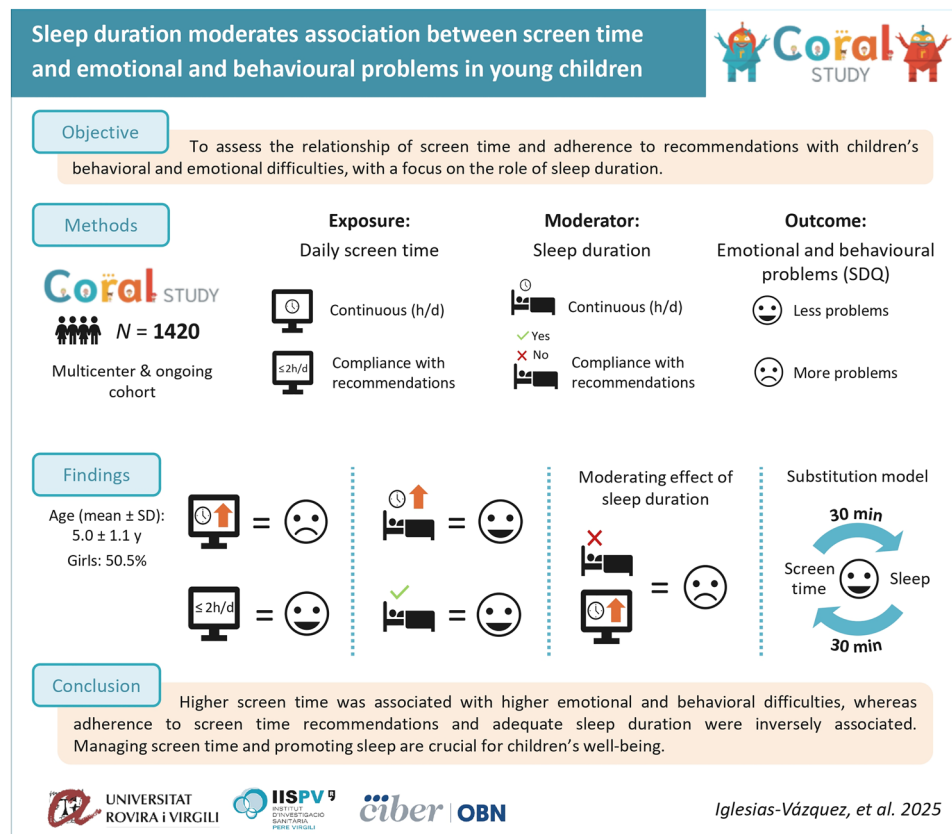 Sleep duration moderates association between screen time
and emotional and behavioural problems in young children
Coral
STUDY
Objective
To assess the relationship of screen time and adherence to recommendations with children's
behavioral and emotional difficulties, with a focus on the role of sleep duration.
Methods
Coral STUDY
N = 1420
Multicenter & ongoing
cohort
Exposure:
Daily screen time
Continuous (h/d)
≤2h/d
Compliance with
recommendations
Moderator:
Sleep duration
Continuous (h/d)
Yes
No
Compliance with
recommendations
Outcome:
Emotional and behavioural
problems (SDQ)
Less problems
More problems
Findings
Age (mean ± SD):
5.0 ± 1.1 y
Girls: 50.5%
=
≤ 2h/d
=
=
=
Moderating effect of
sleep duration
=
Substitution model
30 min
Screen
time
Sleep
30 min
Conclusion
Higher screen time was associated with higher emotional and behavioral difficulties, whereas
adherence to screen time recommendations and adequate sleep duration were inversely associated.
Managing screen time and promoting sleep are crucial for children's well-being.
UNIVERSITAT
ROVIRA i VIRGILI
IISPV
INSTITUT
D'INVESTIGACIÓ
SANITÀRIA
PERE VIRGILI
ciber | OBN
Iglesias-Vázquez, et al. 2025